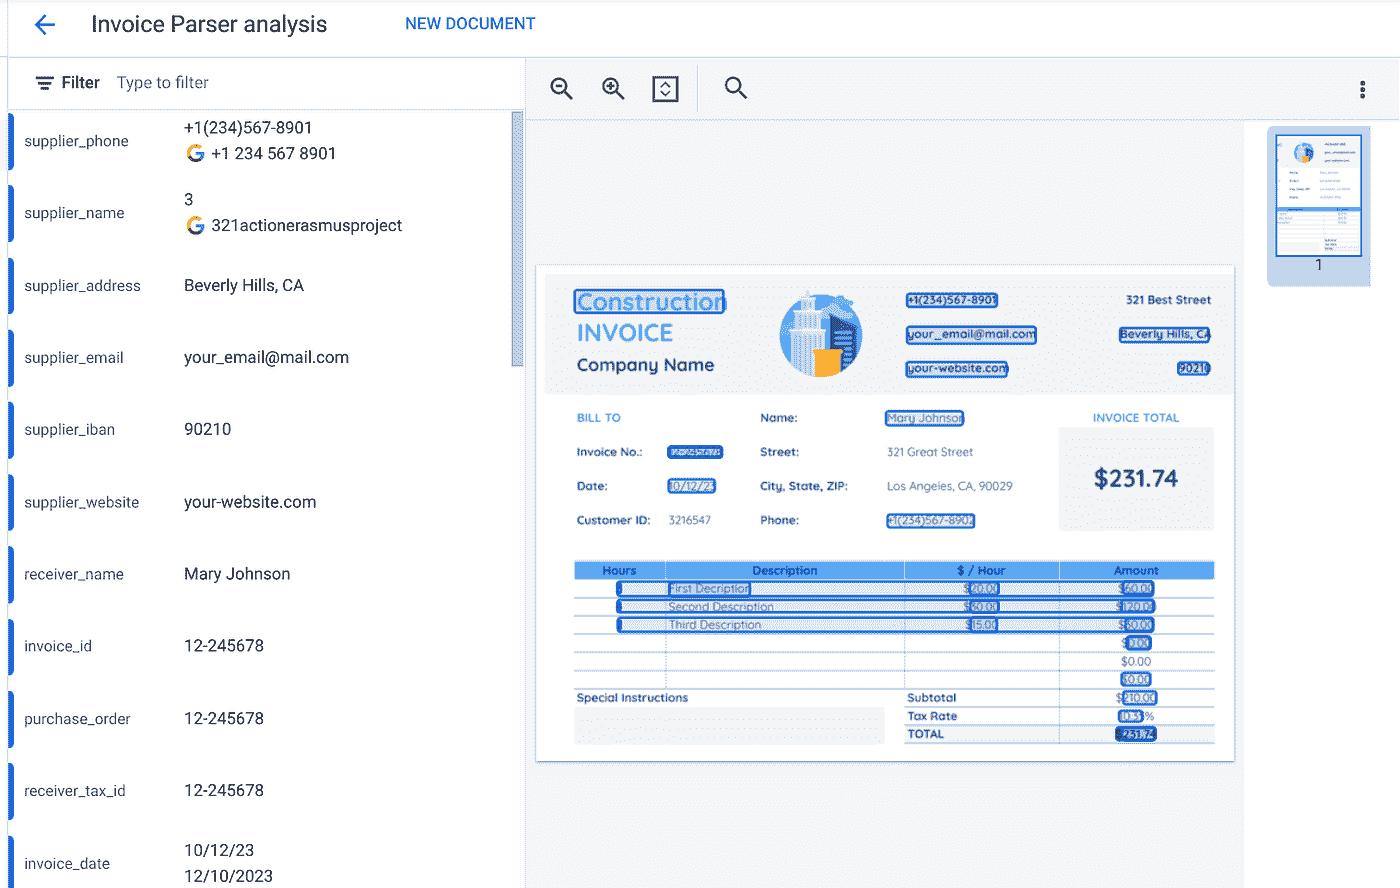 Invoice Parser analysis
NEW DOCUMENT
Filter Type to filter
supplier_phone
+1(234)567-8901
+1 234 567 8901
supplier_name
3
321actionerasmusproject
supplier_address
Beverly Hills, CA
supplier_email
your_email@mail.com
supplier_iban
90210
supplier_website
your-website.com
receiver_name
Mary Johnson
invoice_id
12-245678
purchase_order
12-245678
receiver_tax_id
12-245678
invoice_date
10/12/23
12/10/2023
Construction
INVOICE
Company Name
+1(234)567-8901
your_email@mail.com
your-website.com
321 Best Street
Beverly Hills, CA
90210
BILL TO
Invoice No.:
Date: 10/12/23
Customer ID: 3216547
Name: Mary Johnson
Street: 321 Great Street
City, State, ZIP: Los Angeles, CA, 90029
Phone: +1(234)567-8902
INVOICE TOTAL
$231.74
Hours Description $ / Hour Amount
First Decription $20.00 $60.00
Second Description $30.00 $120.00
Third Description $15.00 $30.00
$0.00
$0.00
$0.00
Special Instructions
Subtotal $210.00
Tax Rate 10.35%
TOTAL $231.74
1